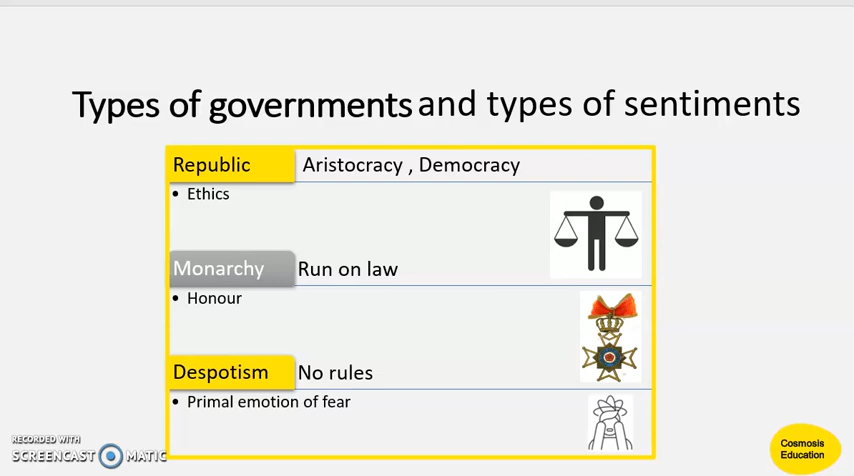 Types of governments and types of sentiments
Republic Aristocracy , Democracy
• Ethics
Monarchy Run on law
• Honour
Despotism No rules
• Primal emotion of fear
RECORDED WITH
SCREENCAST MATIC
Cosmosis
Education